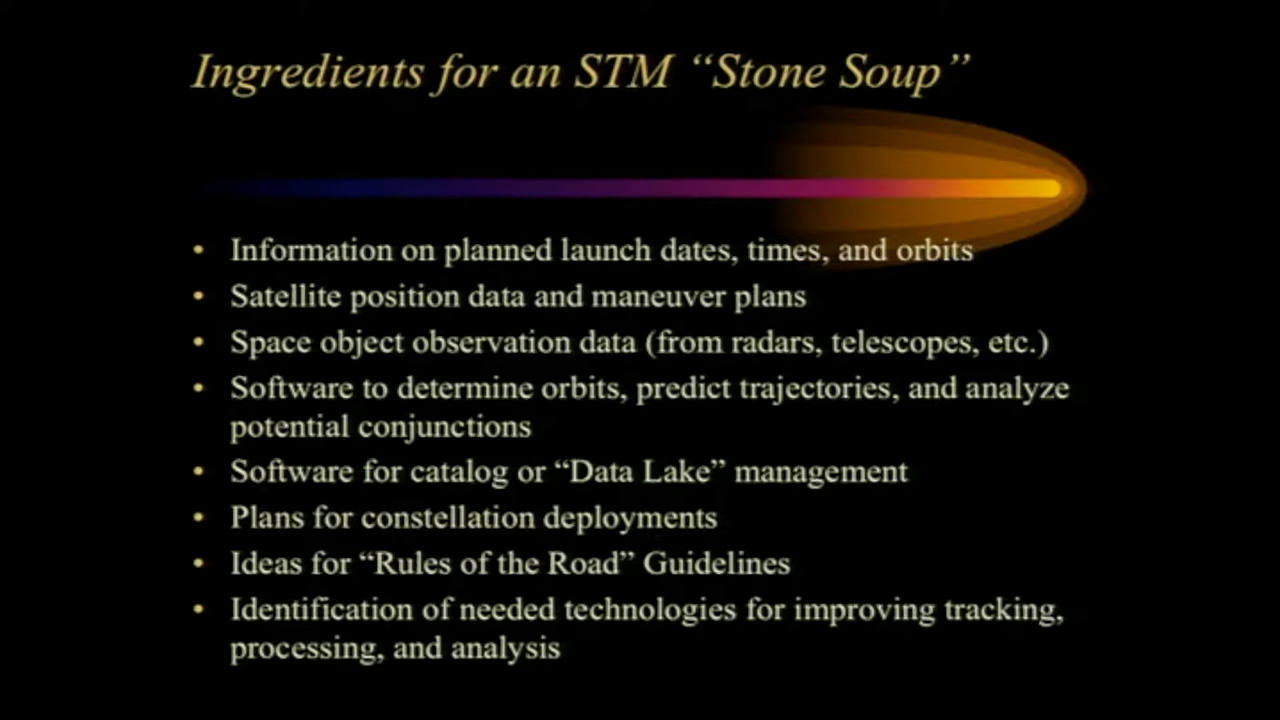 Ingredients for an STM “Stone Soup”
• Information on planned launch dates, times, and orbits
• Satellite position data and maneuver plans
• Space object observation data (from radars, telescopes, etc.)
• Software to determine orbits, predict trajectories, and analyze
potential conjunctions
• Software for catalog or “Data Lake” management
• Plans for constellation deployments
• Ideas for “Rules of the Road” Guidelines
• Identification of needed technologies for improving tracking,
processing, and analysis